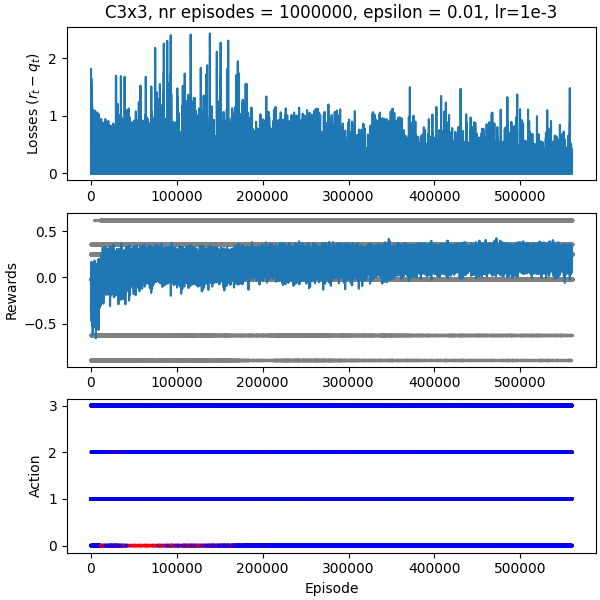 C3x3, nr episodes = 1000000, epsilon = 0.01, lr=1e-3
Losses (r_t − q_t)
2
1
0
0 100000 200000 300000 400000 500000
Rewards
0.5
0.0
−0.5
0 100000 200000 300000 400000 500000
Action
3
2
1
0
0 100000 200000 300000 400000 500000
Episode